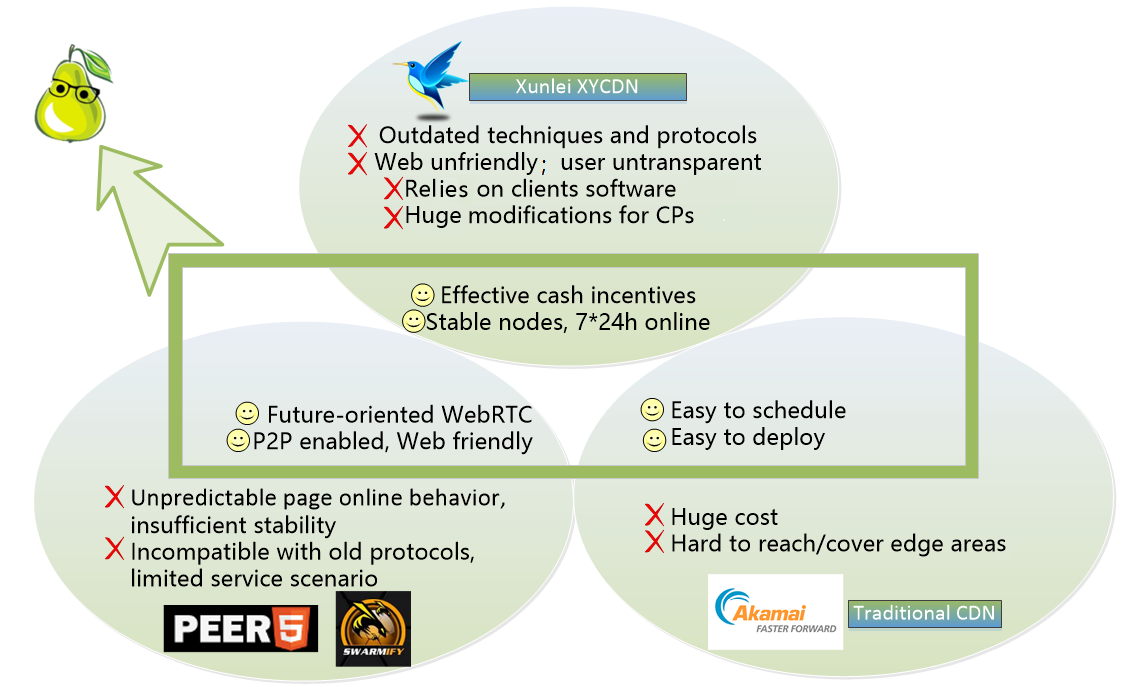 Xunlei XYCDN
Outdated techniques and protocols
Web unfriendly; user untransparent
Relies on clients software
Huge modifications for CPs
Effective cash incentives
Stable nodes, 7*24h online
Future-oriented WebRTC
P2P enabled, Web friendly
Easy to schedule
Easy to deploy
Unpredictable page online behavior,
insufficient stability
Incompatible with old protocols,
limited service scenario
PEER5
SWARMIFY
Huge cost
Hard to reach/cover edge areas
Akamai
FASTER FORWARD
Traditional CDN